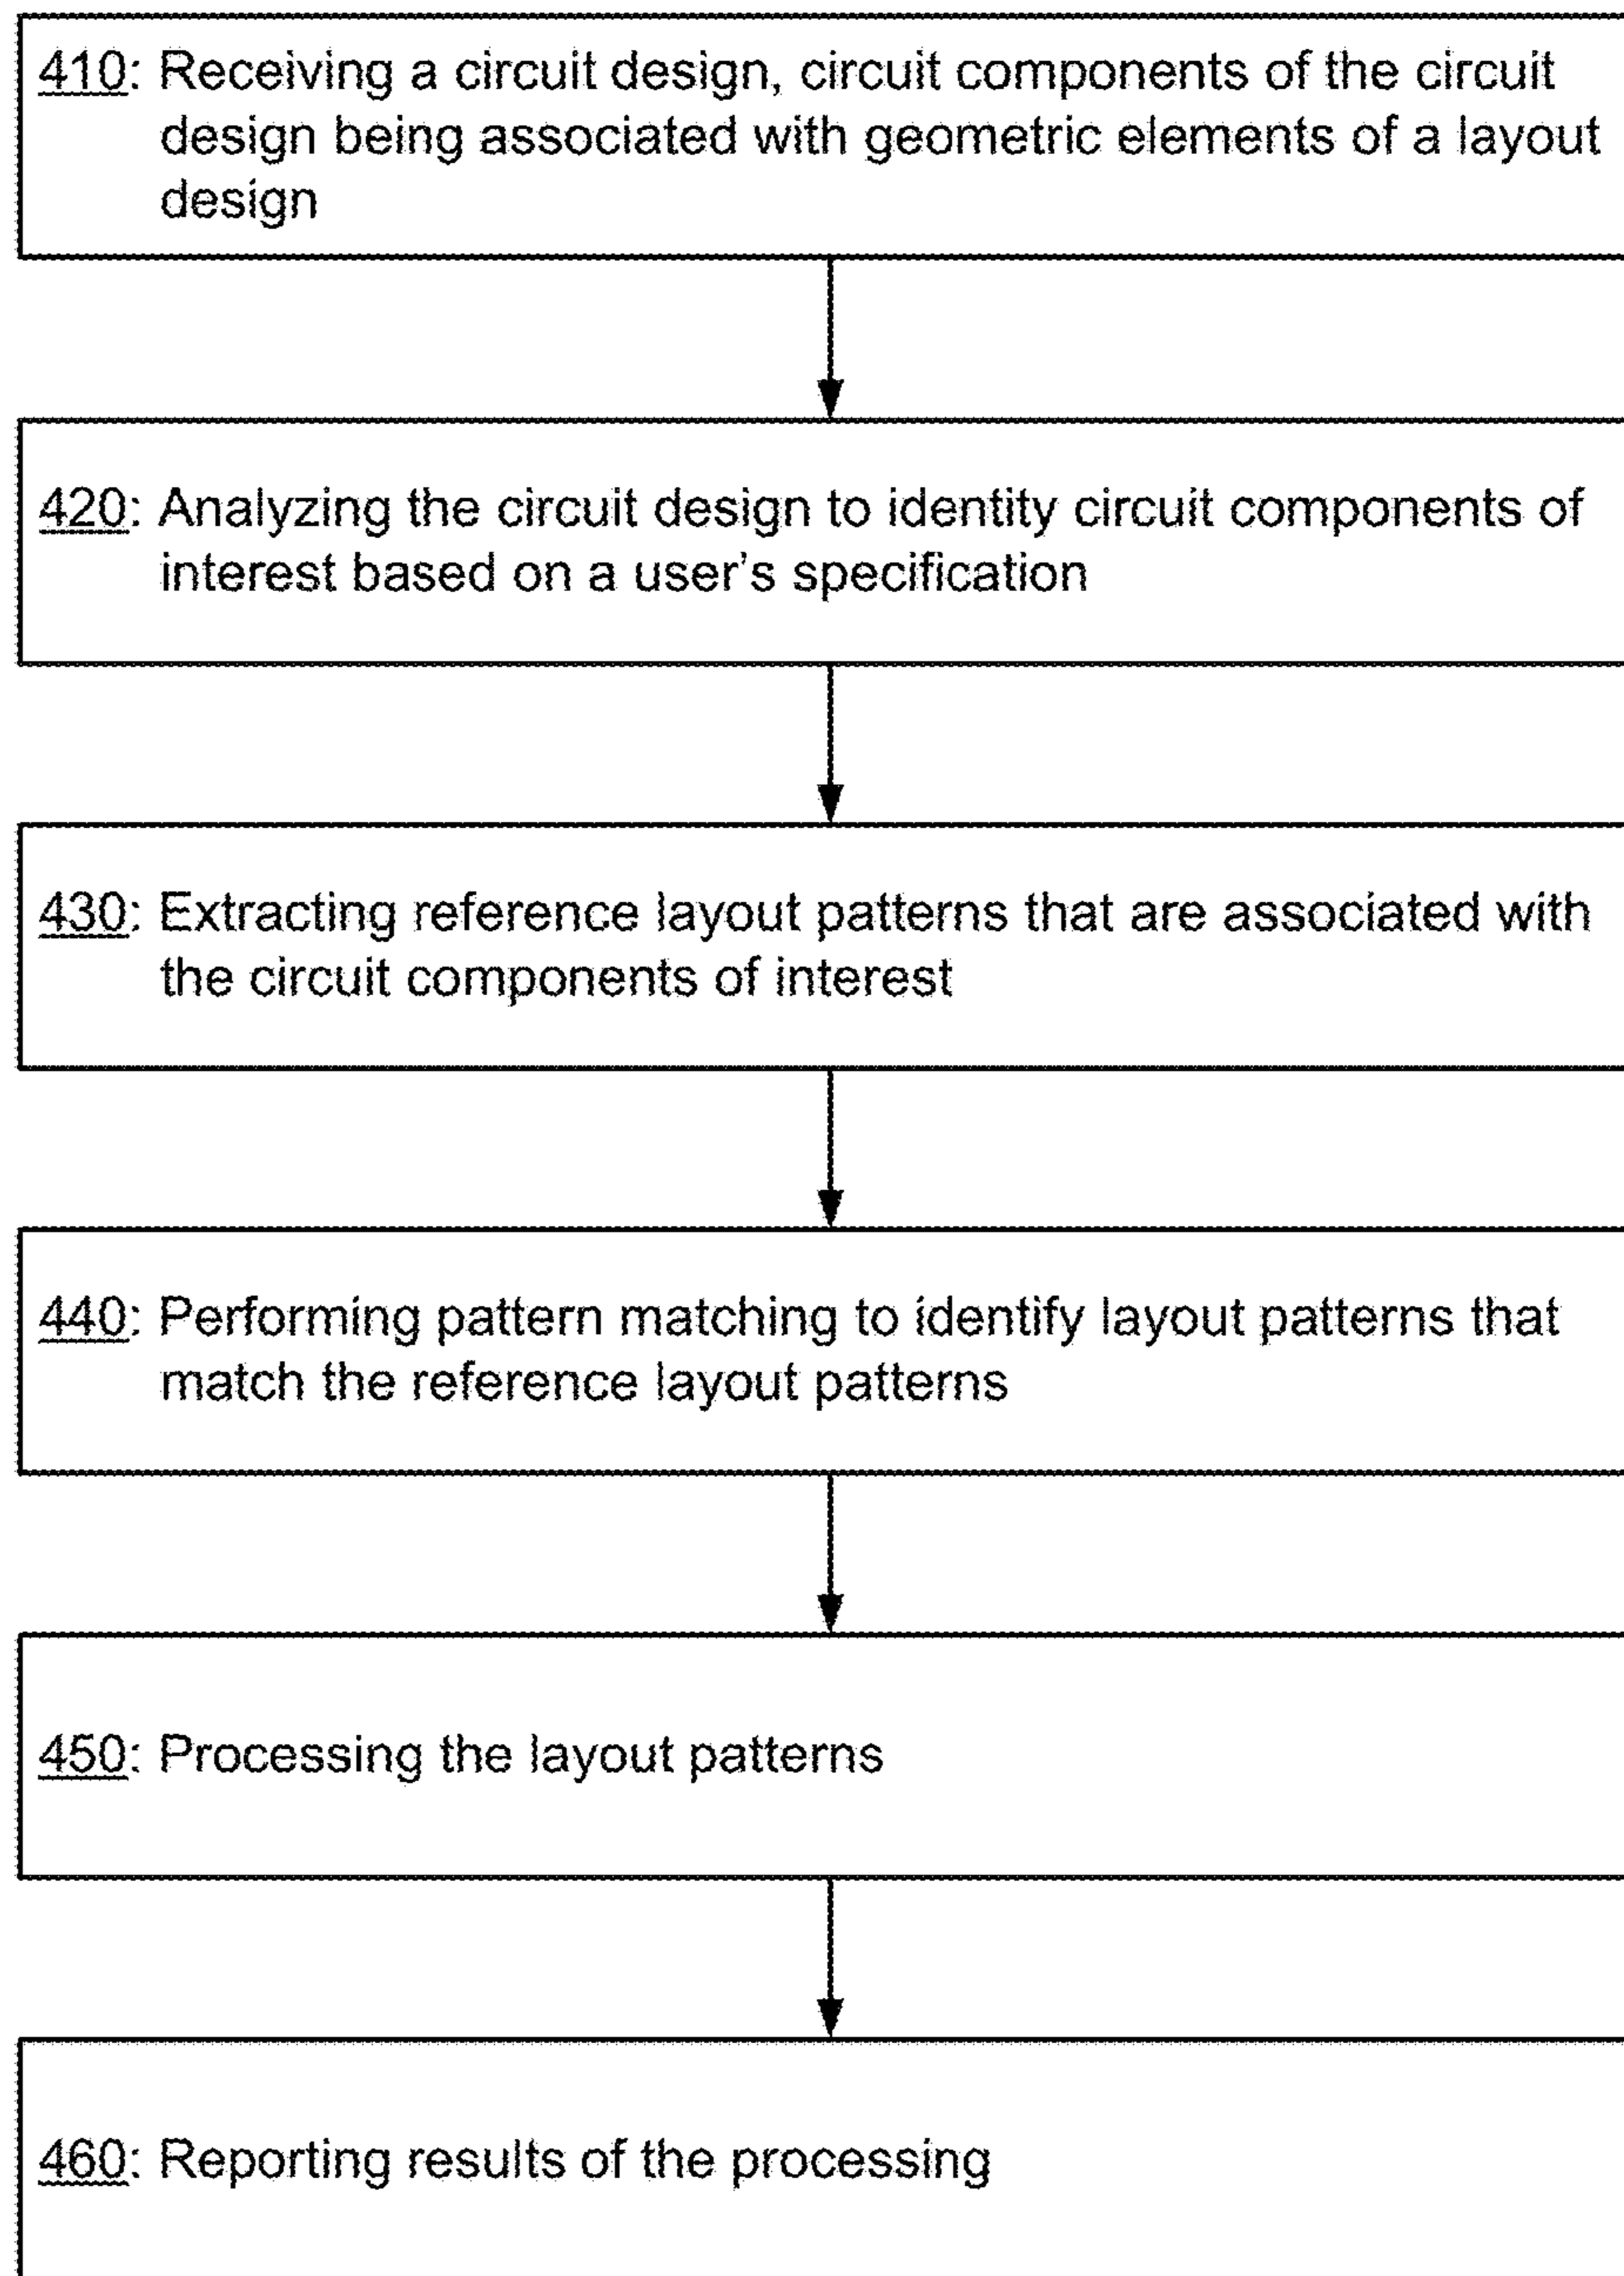 410: Receiving a circuit design, circuit components of the circuit
design being associated with geometric elements of a layout
design
420: Analyzing the circuit design to identity circuit components of
interest based on a user's specification
430: Extracting reference layout patterns that are associated with
the circuit components of interest
440: Performing pattern matching to identify layout patterns that
match the reference layout patterns
450: Processing the layout patterns
460: Reporting results of the processing